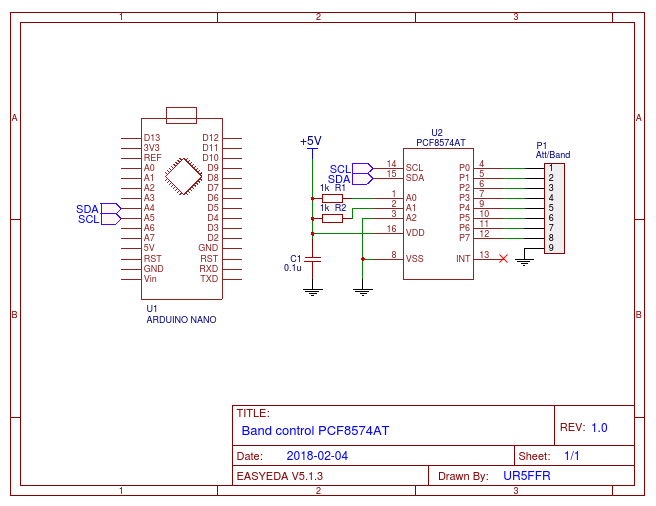 1 2 3
A A
B B
1 2 3
D13 D12
3V3 D11
REF D10
A0 D9
A1 D8
A2 D7
A3 D6
A4 D5
A5 D4
A6 D3
A7 D2
5V GND
RST RST
GND RXD
Vin TXD
SDA
SCL
U1
ARDUINO NANO
+5V
SCL
SDA
1k R1
1k R2
C1
0.1u
U2
PCF8574AT
14 SCL P0 4
15 SDA P1 5
P2 6
1 A0 P3 7
2 A1 P4 9
3 A2 P5 10
P6 11
16 VDD P7 12
8 VSS INT 13
P1
Att/Band
1
2
3
4
5
6
7
8
9
TITLE:
Band control PCF8574AT
REV: 1.0
Date: 2018-02-04
Sheet: 1/1
EASYEDA V5.1.3
Drawn By: UR5FFR